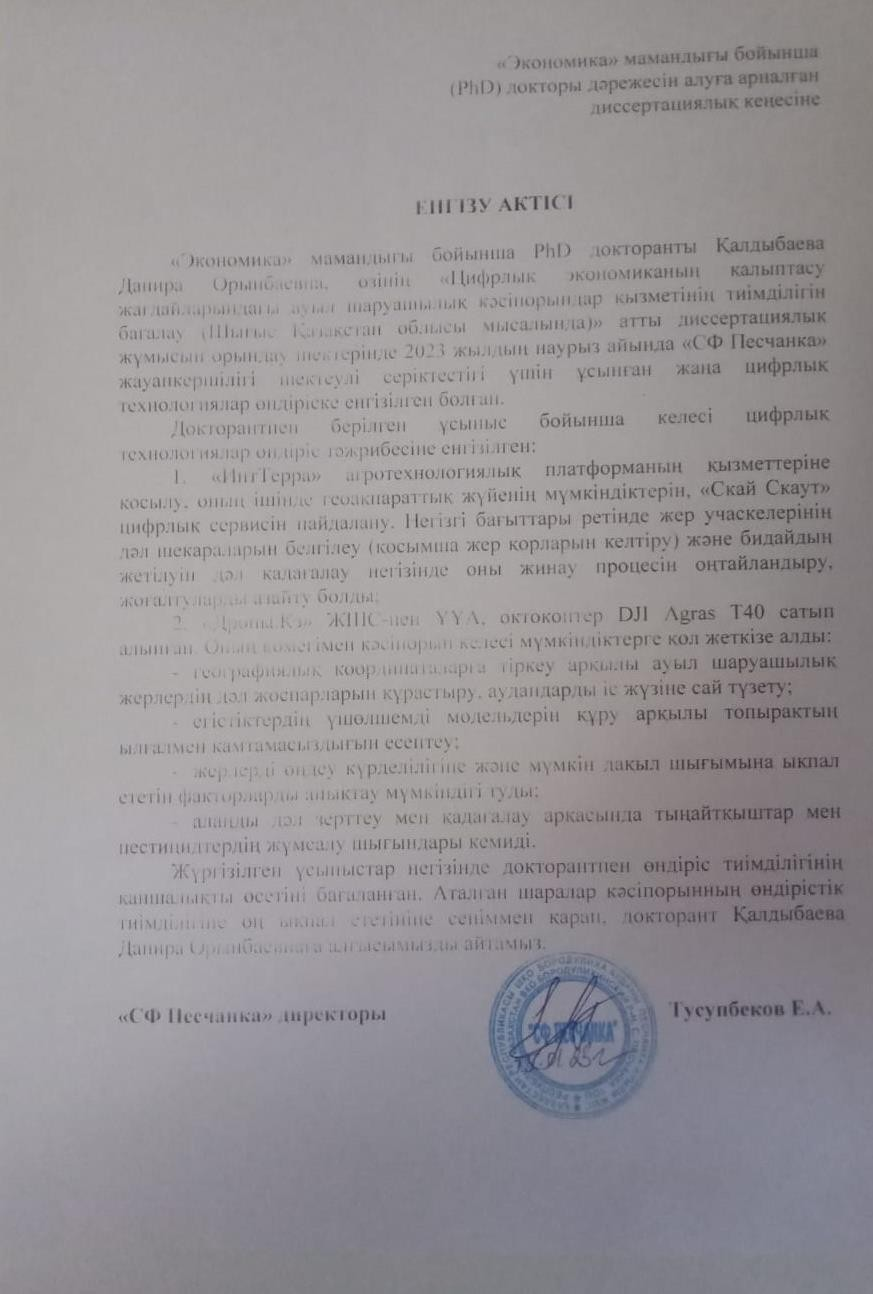 «Экономика» мамандығы бойынша
(PhD) докторы дәрежесін алуға арналған
диссертациялық кеңесіне
ЕНГІЗУ АКТІСІ
«Экономика» мамандығы бойынша PhD докторанты Қалдыбаева
Данира Орынбаевна, өзінің «Цифрлық экономиканың қалыптасу
жағдайларындағы ауыл шаруашылық кәсіпорындар қызметінің тиімділігін
бағалау (Шығыс Қазақстан облысы мысалында)» атты диссертациялық
жұмысын орындау шектерінде 2023 жылдың наурыз айында «СФ Песчанка»
жауапкершілігі шектеулі серіктестігі үшін ұсынған жаңа цифрлық
технологиялар өндіріске енгізілген болған.
Докторантпен берілген ұсыныс бойынша келесі цифрлық
технологиялар өндіріс тәжрибесіне енгізілген:
1. «ИнтТерра» агротехнологиялық платформаның қызметтеріне
қосылу, оның ішінде геоақпараттық жүйенің мүмкіндіктерін, «Скай Скаут»
цифрлық сервисін пайдалану. Негізгі бағыттары ретінде жер учаскелерінің
дәл шекараларын белгілеу (қосымша жер қорларын келтіру) және бидайдың
жетілуін дәл қадағалау негізінде оны жинау процесін оңтайландыру,
жоғалтуларды азайту болды;
2. «Дроны.Кз» ЖШС-пен ҰҰА, октокоптер DJI Agras T40 сатып
алынған. Оның көмегімен кәсіпорын келесі мүмкіндіктерге қол жеткізе алды:
- географиялық координаталарға тіркеу арқылы ауыл шаруашылық
жерлердің дәл жоспарларын құрастыру, аудандарды іс жүзіне сай түзету;
- егістіктердің үшөлшемді модельдерін құру арқылы топырақтың
ылғалмен қамтамасыздығын есептеу;
- жерлерді өңдеу күрделілігіне және мүмкін дақыл шығымына ықпал
ететін факторларды анықтау мүмкіндігі туды;
- алаңды дәл зерттеу мен қадағалау арқасында тыңайтқыштар мен
пестицидтердің жұмсалу шығындары кемиді.
Жүргізілген ұсыныстар негізінде докторантпен өндіріс тиімділігінің
қаншалықты өсетіні бағаланған. Аталған шаралар кәсіпорынның өндірістік
тиімділігіне оң ықпал ететініне сеніммен қарап, докторант Қалдыбаева
Данира Орынбаевнаға алғысымызды айтамыз.
«СФ Песчанка» директоры
"СФ ПЕСЧАНКА"
Тусупбеков Е.А.